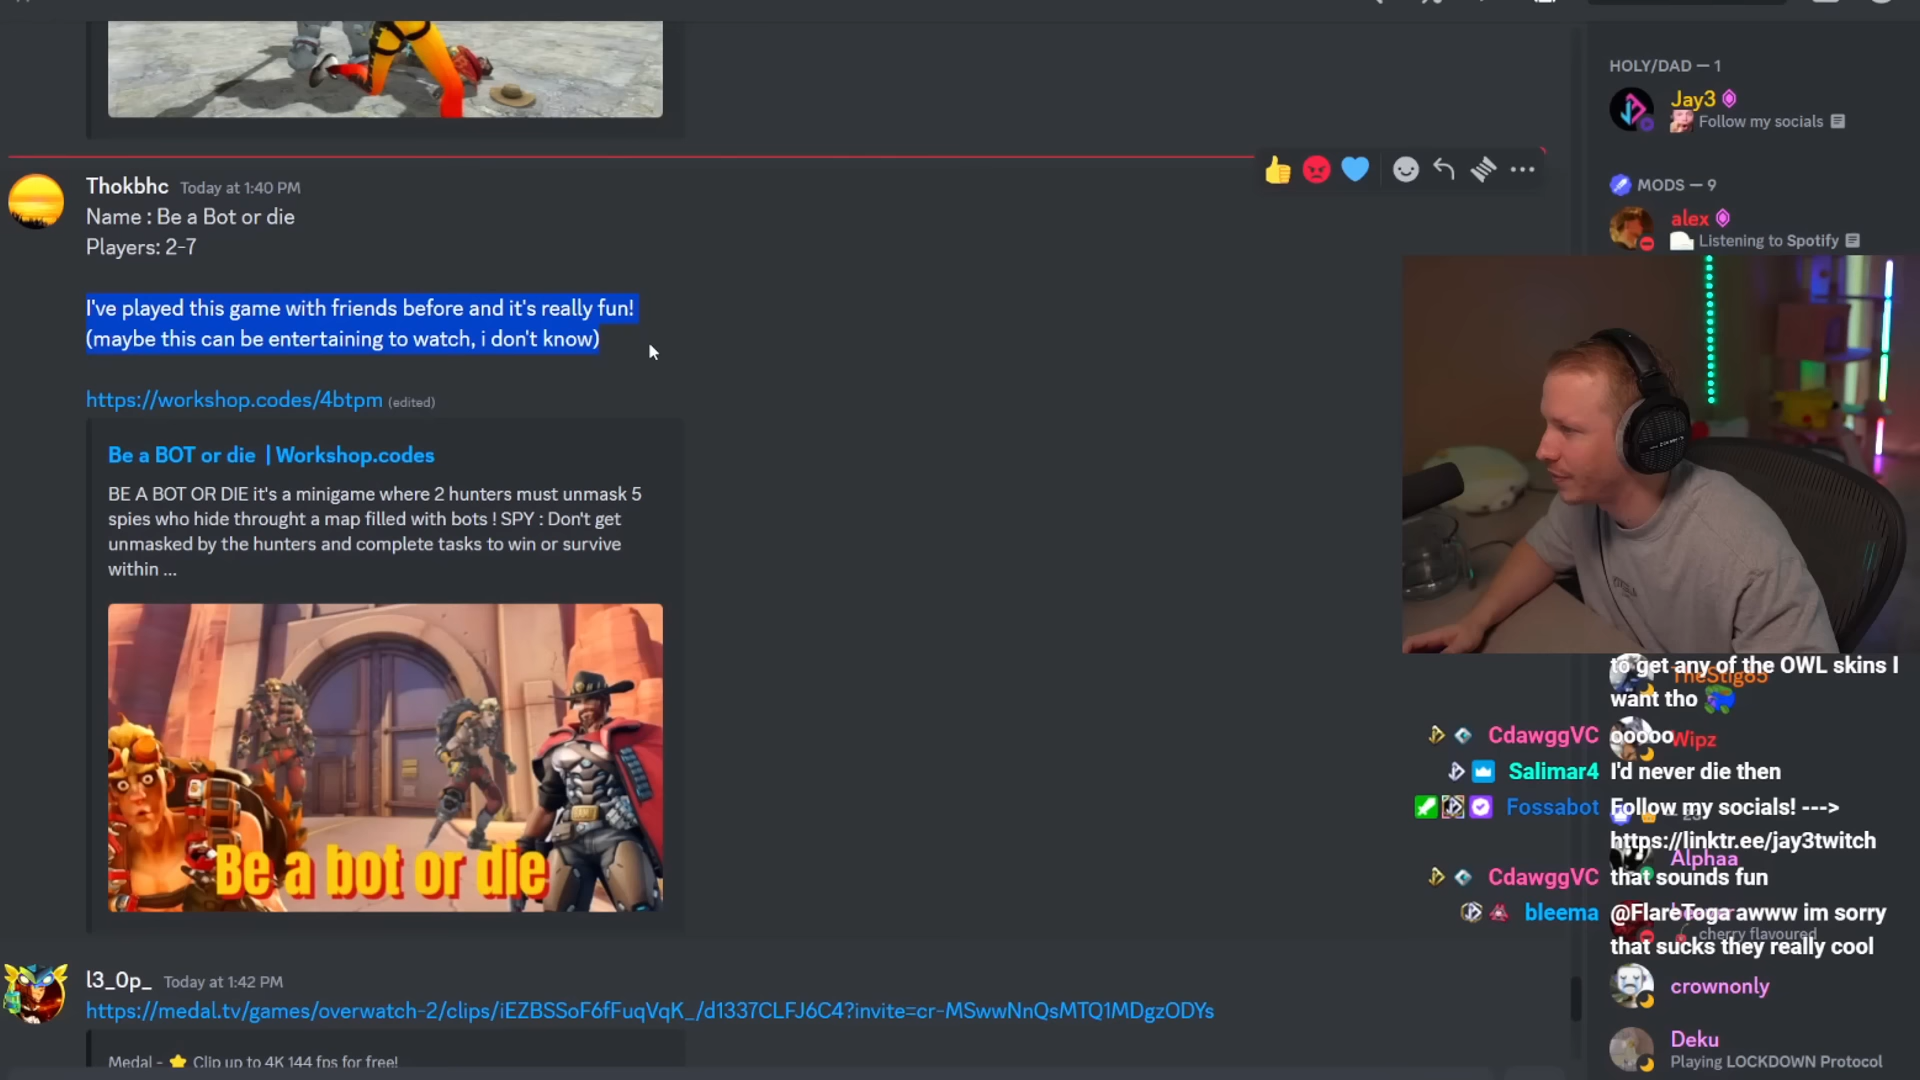 HOLY/DAD — 1
Jay3
Follow my socials
MODS — 9
alex
Listening to Spotify
Thokbhc Today at 1:40 PM
Name : Be a Bot or die
Players: 2-7
I've played this game with friends before and it's really fun!
(maybe this can be entertaining to watch, i don't know)
https://workshop.codes/4btpm (edited)
Be a BOT or die | Workshop.codes
BE A BOT OR DIE it's a minigame where 2 hunters must unmask 5
spies who hide throught a map filled with bots ! SPY : Don't get
unmasked by the hunters and complete tasks to win or survive
within ...
Be a bot or die
l3_0p_ Today at 1:42 PM
https://medal.tv/games/overwatch-2/clips/iEZBSSoF6fFuqVqK_/d1337CLFJ6C4?invite=cr-MSwwNnQsMTQ1MDgzODYs
Medal - ⭐ Clip up to 4K 144 fps for free!
to get any of the OWL skins I
want tho
TheStig85
CdawggVC ooooo
Wipz
Salimar4 I'd never die then
Fossabot Follow my socials! --->
https://linktr.ee/jay3twitch
Alphaa
CdawggVC that sounds fun
bleema @FlareToga awww im sorry
that sucks they really cool
cherry flavoured
crownonly
Deku
Playing LOCKDOWN Protocol